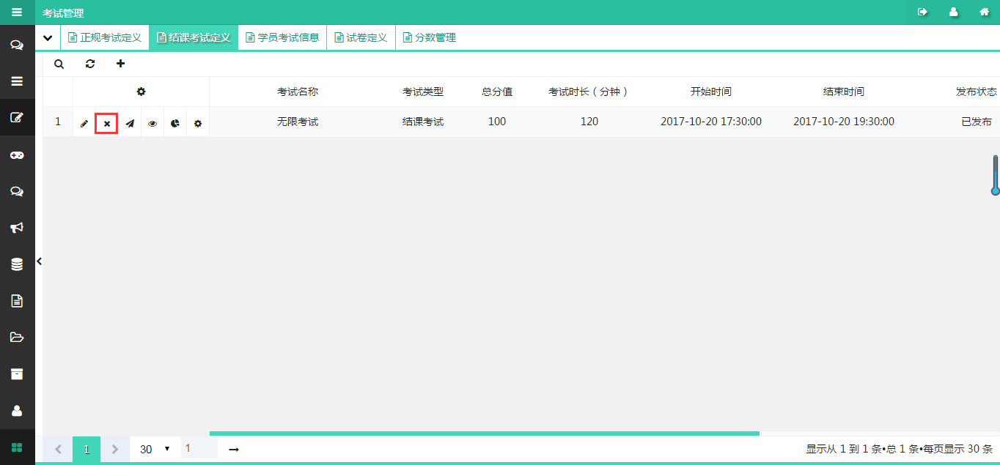 考试管理
正规考试定义 结课考试定义 学员考试信息 试卷定义 分数管理
考试名称 考试类型 总分值 考试时长（分钟） 开始时间 结束时间 发布状态
1 无限考试 结课考试 100 120 2017-10-20 17:30:00 2017-10-20 19:30:00 已发布
1 30 1 显示从 1 到 1 条•总 1 条•每页显示 30 条